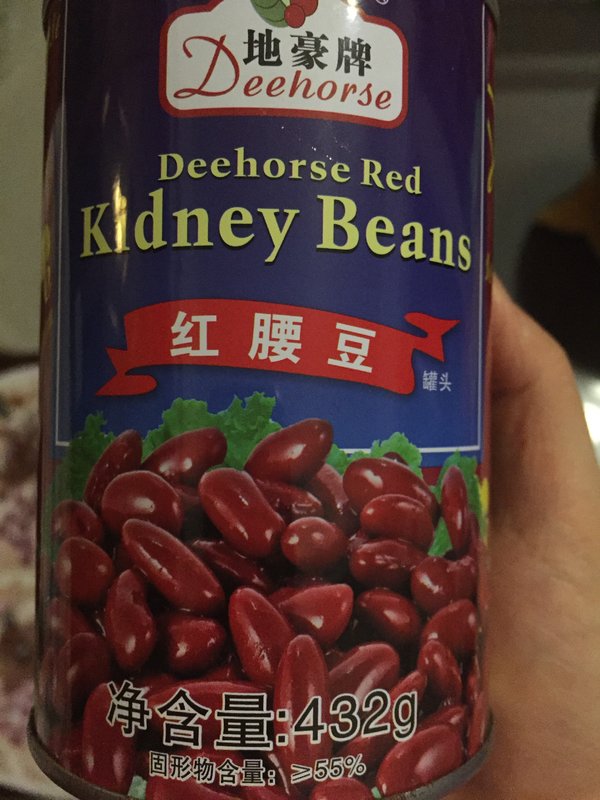 地豪牌
Deehorse
Deehorse Red
Kidney Beans
红腰豆
罐头
净含量:432g
固形物含量：≥55%